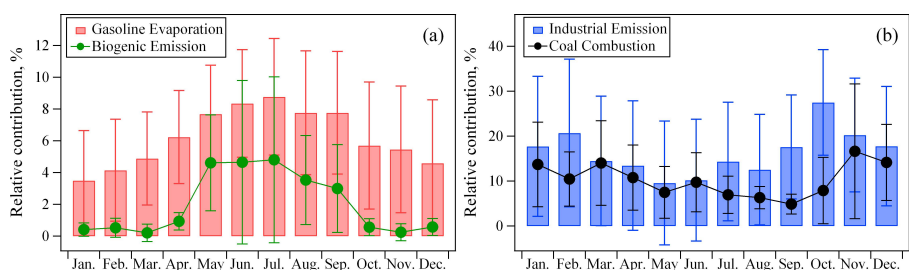 Gasoline Evaporation
Biogenic Emission
(a)
Relative contribution, %
12
10
8
6
4
2
0
Jan. Feb. Mar. Apr. May Jun. Jul. Aug. Sep. Oct. Nov. Dec.
Industrial Emission
Coal Combustion
(b)
Relative contribution, %
40
30
20
10
0
Jan. Feb. Mar. Apr. May Jun. Jul. Aug. Sep. Oct. Nov. Dec.